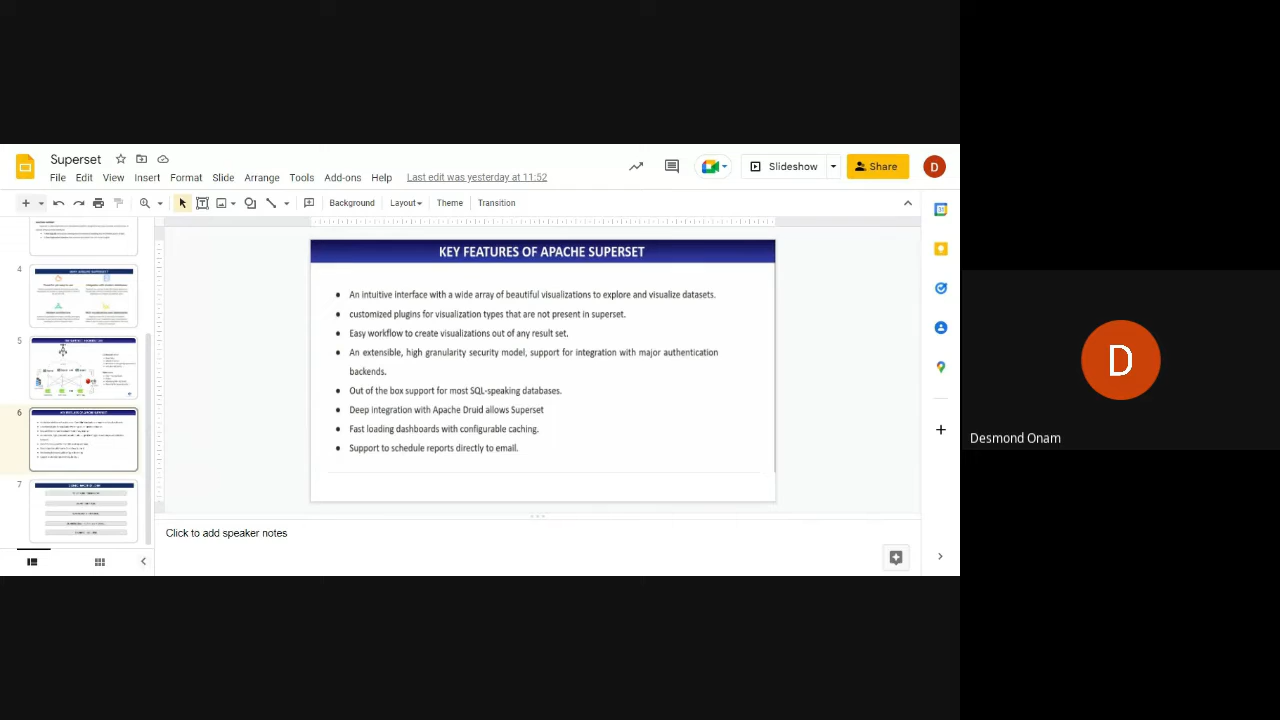 Superset
File Edit View Insert Format Slide Arrange Tools Add-ons Help Last edit was yesterday at 11:52
Slideshow
Share
D
Background Layout Theme Transition
4
5
6
7
KEY FEATURES OF APACHE SUPERSET
● An intuitive interface with a wide array of beautiful visualizations to explore and visualize datasets.
● customized plugins for visualization types that are not present in superset.
● Easy workflow to create visualizations out of any result set.
● An extensible, high granularity security model, support for integration with major authentication
backends.
● Out of the box support for most SQL-speaking databases.
● Deep integration with Apache Druid allows Superset
● Fast loading dashboards with configurable caching.
● Support to schedule reports directly to email.
Click to add speaker notes
D
Desmond Onam